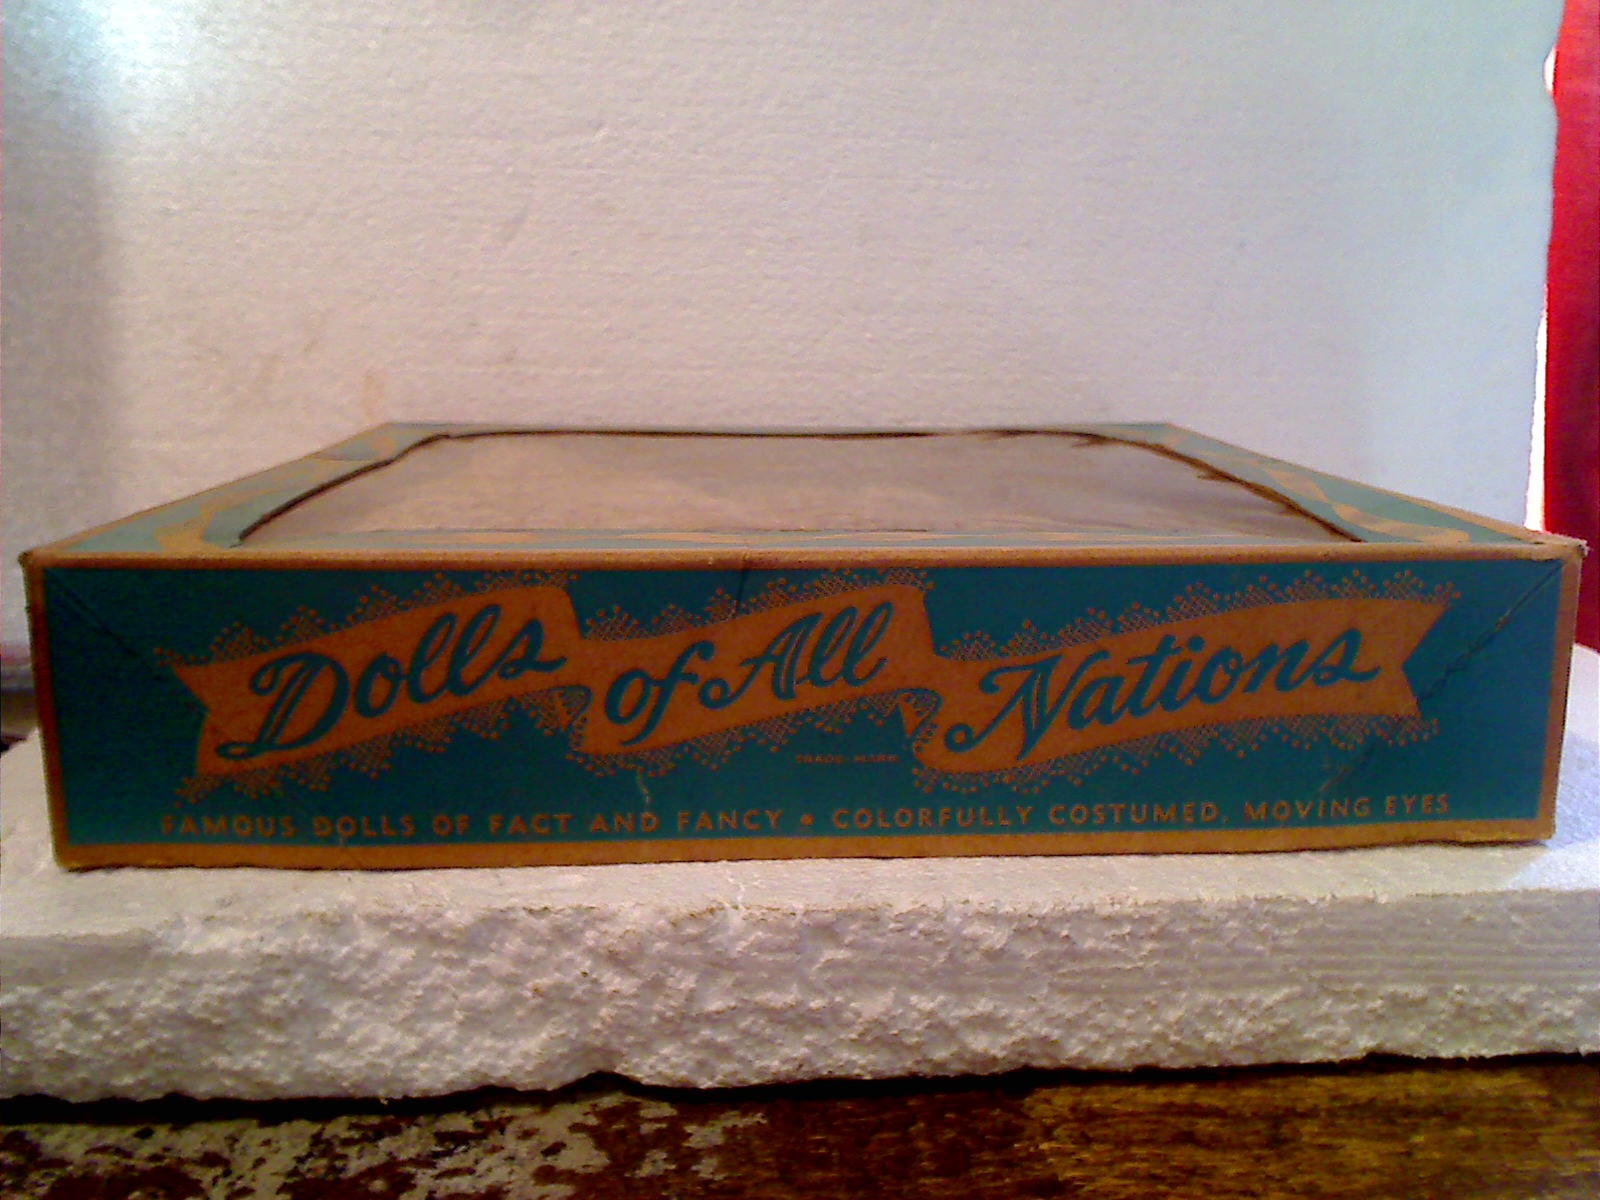 Dolls of All Nations
TRADE-MARK
FAMOUS DOLLS OF FACT AND FANCY • COLORFULLY COSTUMED, MOVING EYES